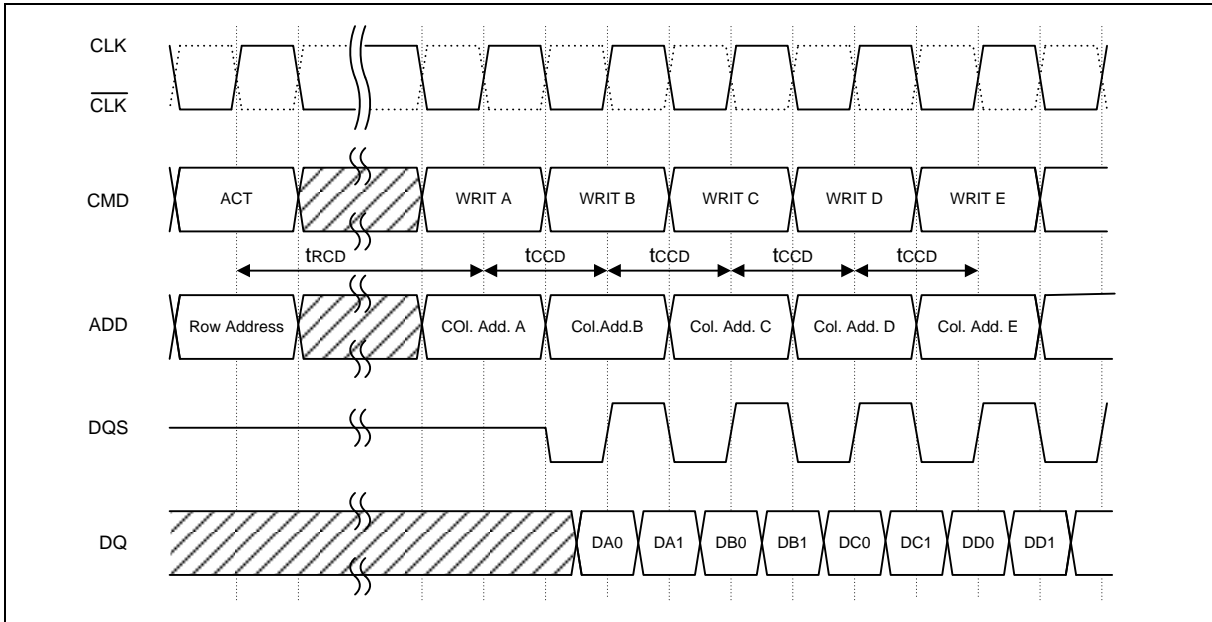 CLK
CLK
CMD ACT WRIT A WRIT B WRIT C WRIT D WRIT E
tRCD tCCD tCCD tCCD tCCD
ADD Row Address COl. Add. A Col.Add.B Col. Add. C Col. Add. D Col. Add. E
DQS
DQ DA0 DA1 DB0 DB1 DC0 DC1 DD0 DD1